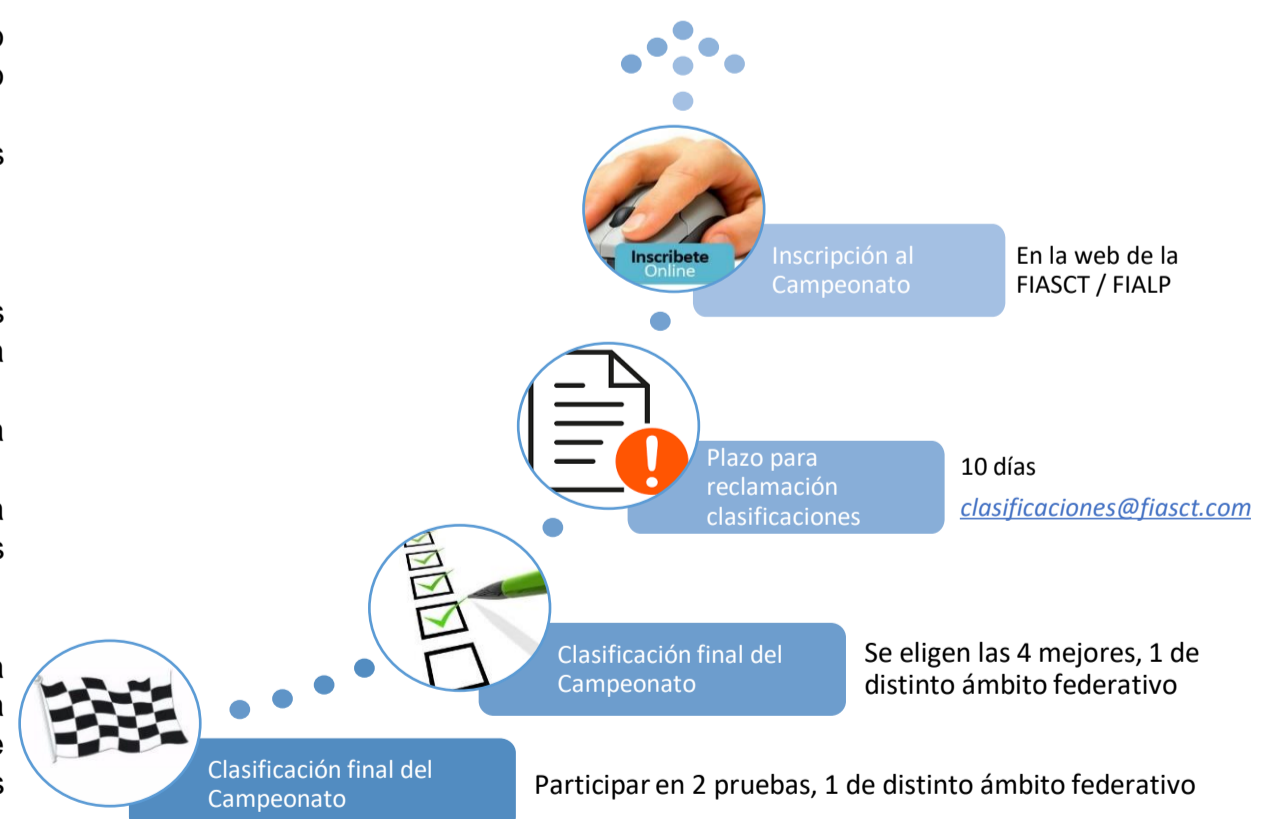 Inscribete
Online
Inscripción al
Campeonato
En la web de la
FIASCT / FIALP
Plazo para
reclamación
clasificaciones
10 días
clasificaciones@fiasct.com
Clasificación final del
Campeonato
Se eligen las 4 mejores, 1 de
distinto ámbito federativo
Clasificación final del
Campeonato
Participar en 2 pruebas, 1 de distinto ámbito federativo